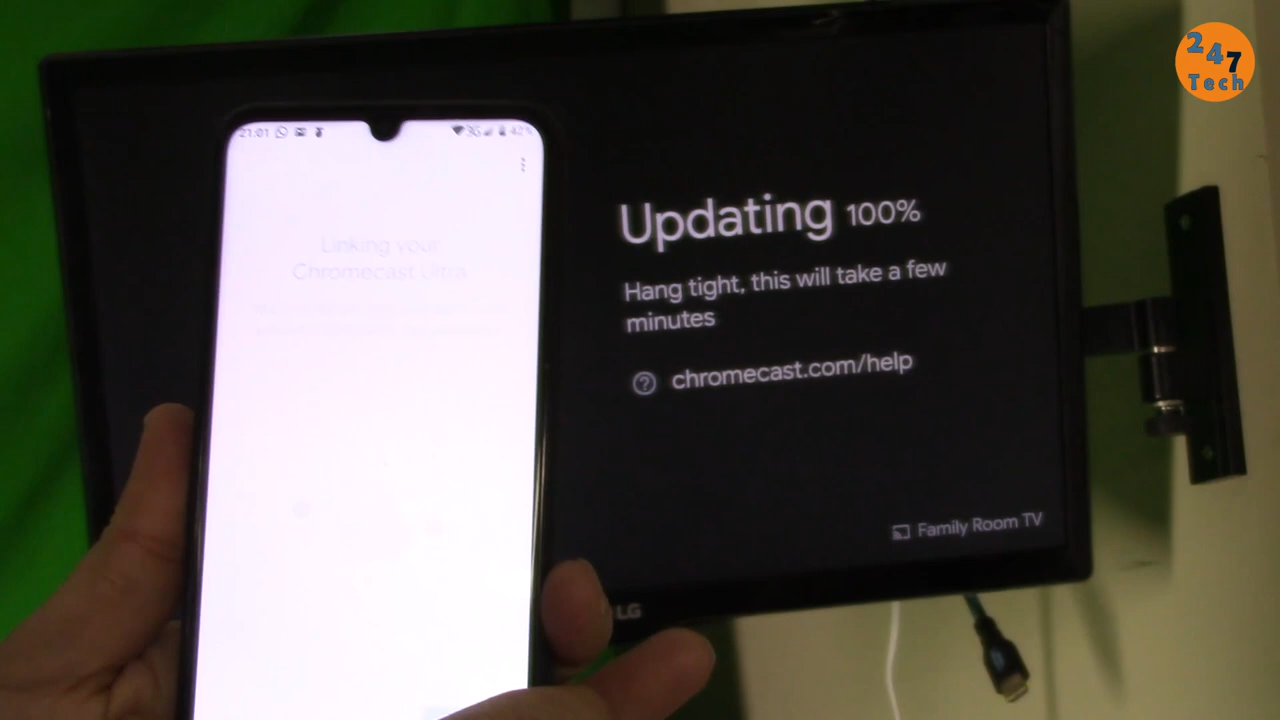 247
Tech
21:01
3G 42%
Linking your
Chromecast Ultra
Updating 100%
Hang tight, this will take a few
minutes
chromecast.com/help
Family Room TV
LG